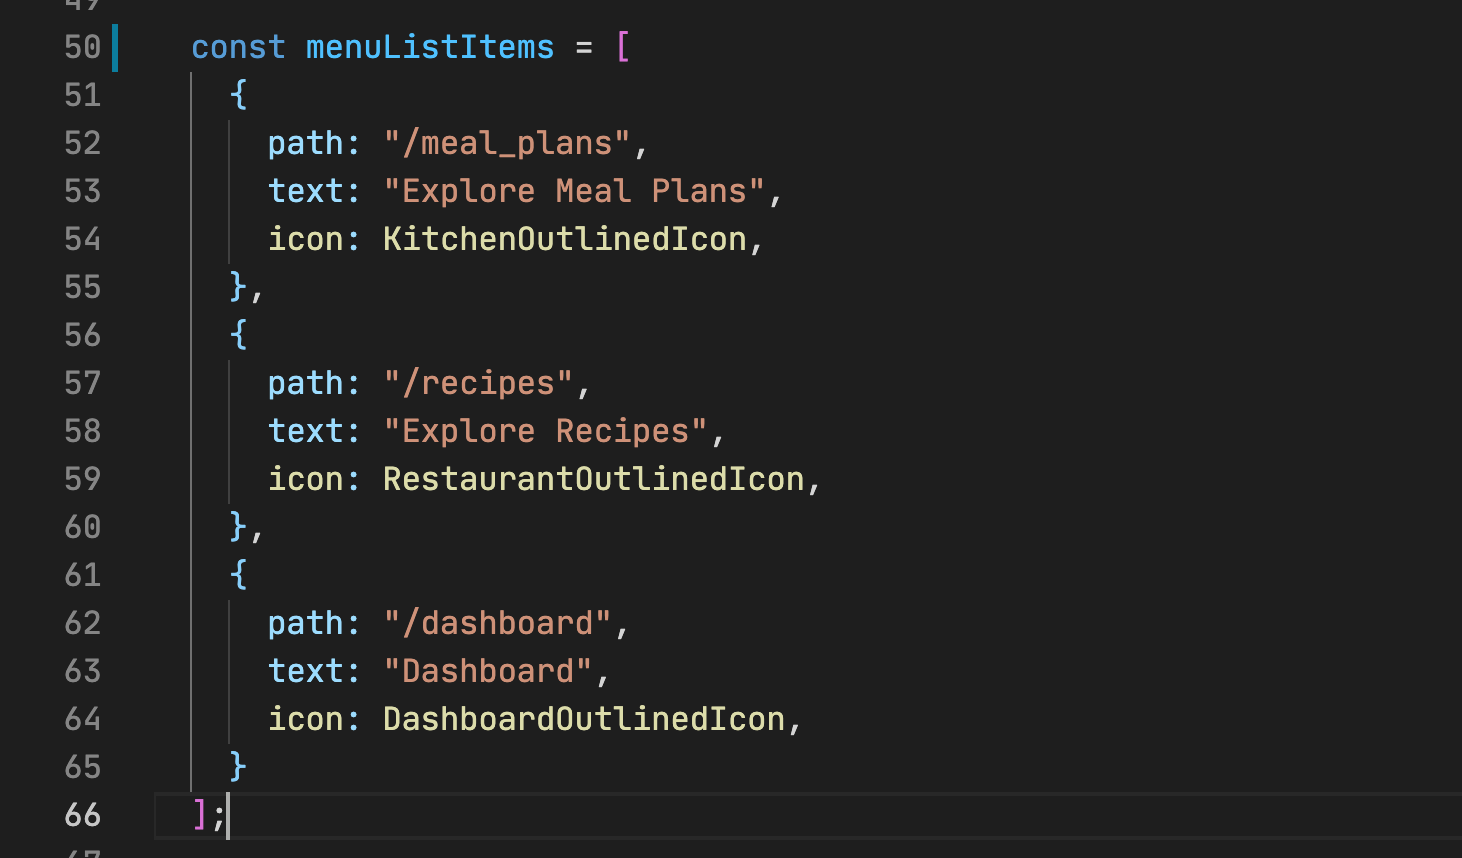 49
50 const menuListItems = [
51 {
52 path: "/meal_plans",
53 text: "Explore Meal Plans",
54 icon: KitchenOutlinedIcon,
55 },
56 {
57 path: "/recipes",
58 text: "Explore Recipes",
59 icon: RestaurantOutlinedIcon,
60 },
61 {
62 path: "/dashboard",
63 text: "Dashboard",
64 icon: DashboardOutlinedIcon,
65 }
66 ];
67